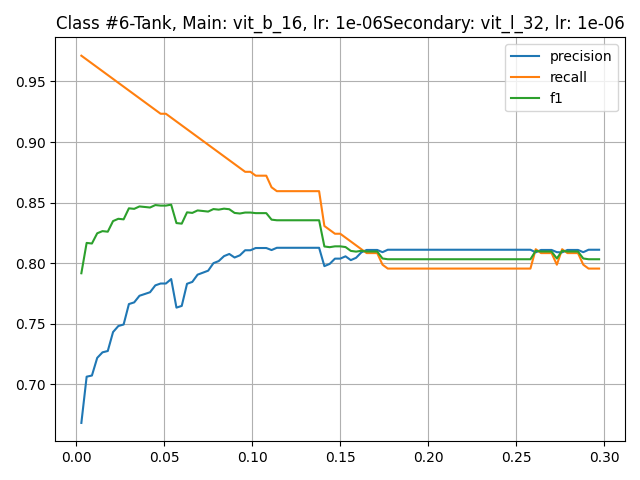 Class #6-Tank, Main: vit_b_16, lr: 1e-06Secondary: vit_l_32, lr: 1e-06
precision
recall
f1
0.95
0.90
0.85
0.80
0.75
0.70
0.00 0.05 0.10 0.15 0.20 0.25 0.30